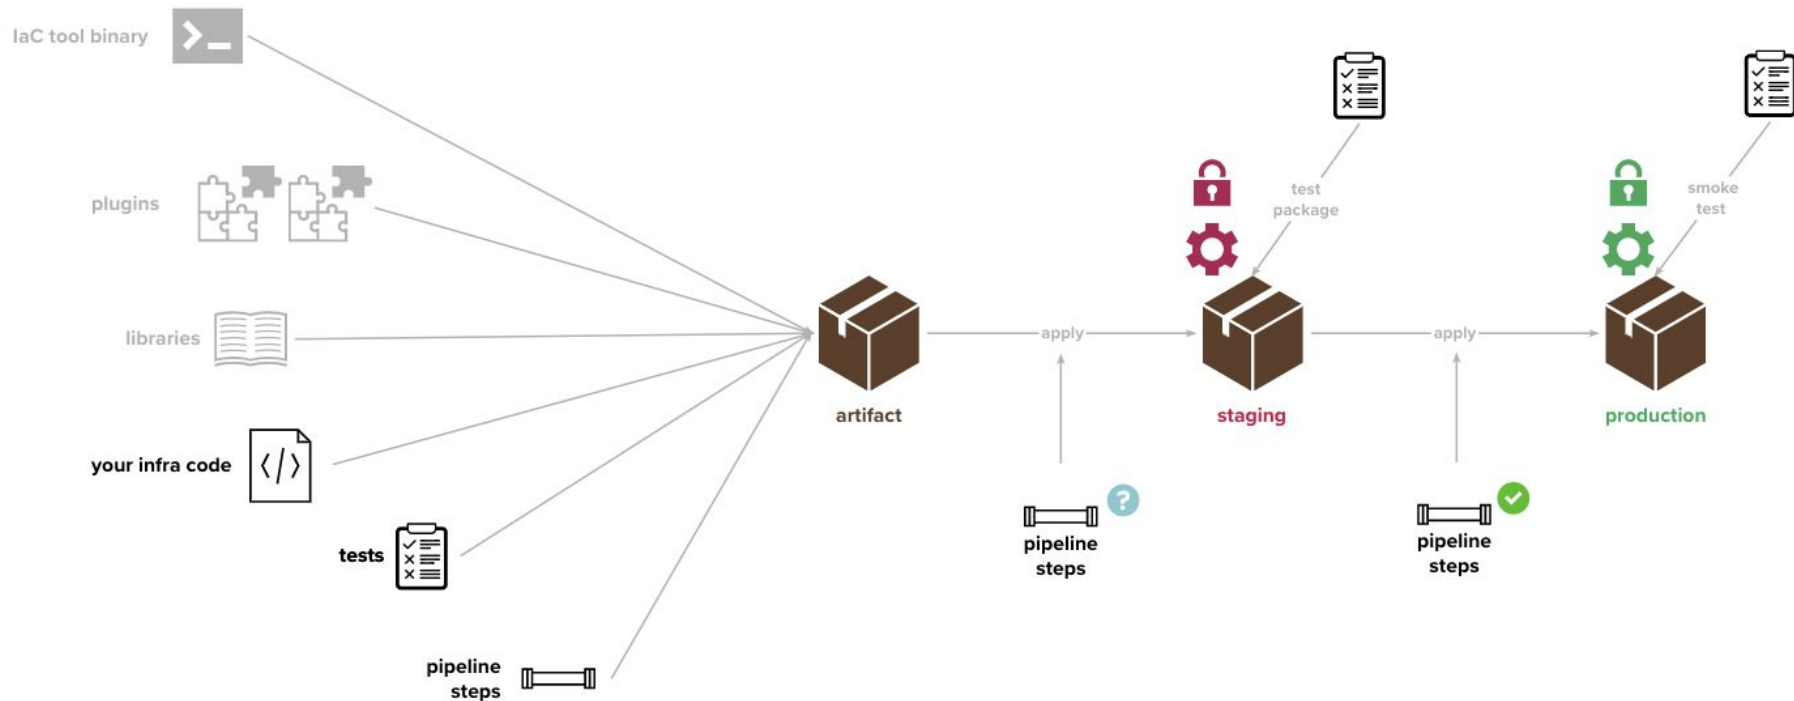 IaC tool binary
plugins
libraries
your infra code
tests
pipeline
steps
artifact
apply
pipeline
steps
test
package
staging
apply
pipeline
steps
smoke
test
production